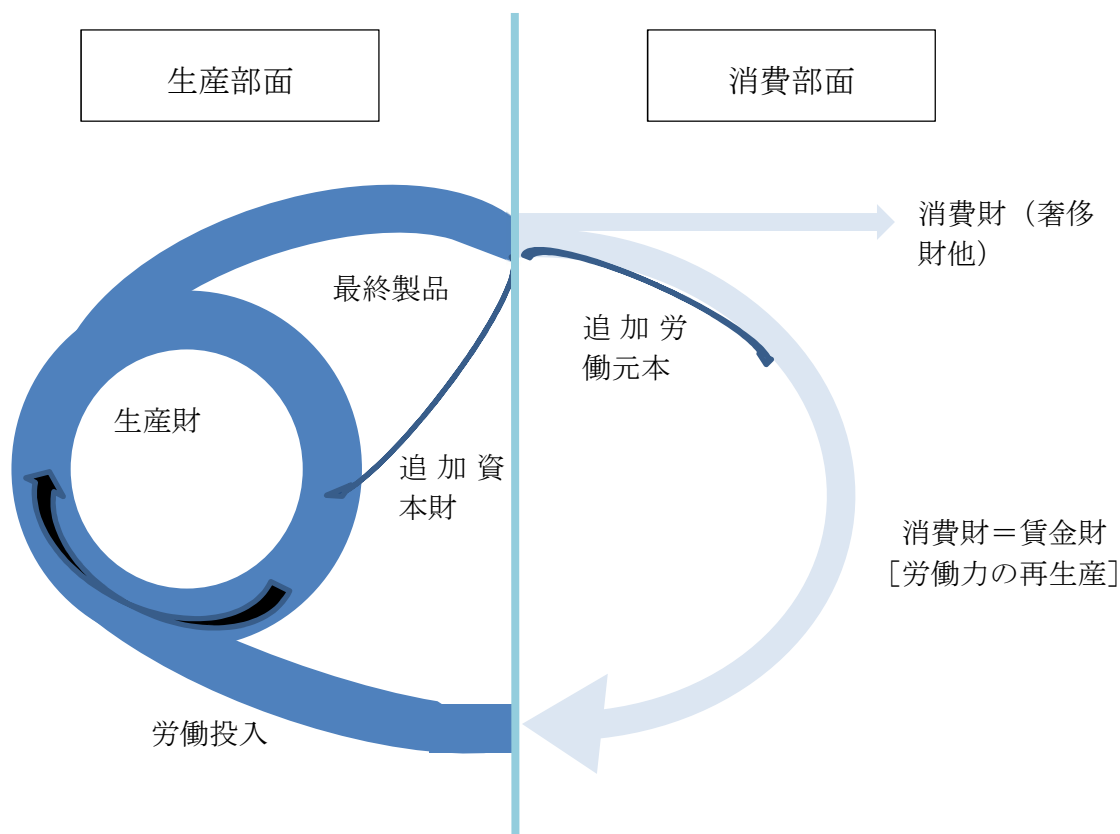 生産部面
消費部面
消費財（奢侈
財他）
最終製品
追加労
働元本
生産財
追加資
本財
消費財＝賃金財
［労働力の再生産］
労働投入